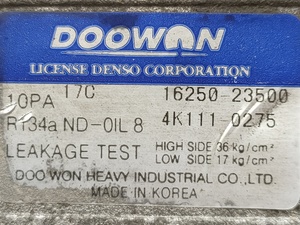 DOOWON
LICENSE DENSO CORPORATION
10PA 17C 16250-23500
R134a ND-OIL 8 4K111-0275
LEAKAGE TEST HIGH SIDE 36 kg/cm² LOW SIDE 17 kg/cm²
DOO WON HEAVY INDUSTRIAL CO., LTD.
MADE IN KOREA